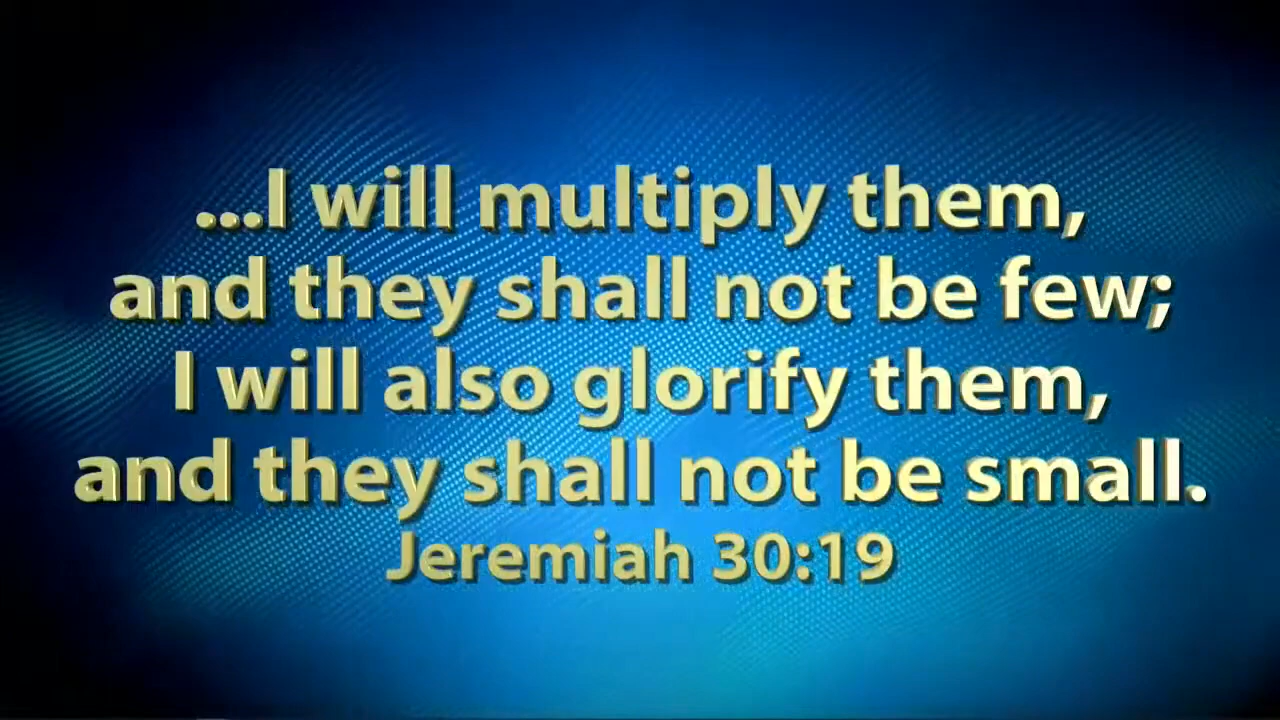 ...I will multiply them,
and they shall not be few;
I will also glorify them,
and they shall not be small.
Jeremiah 30:19